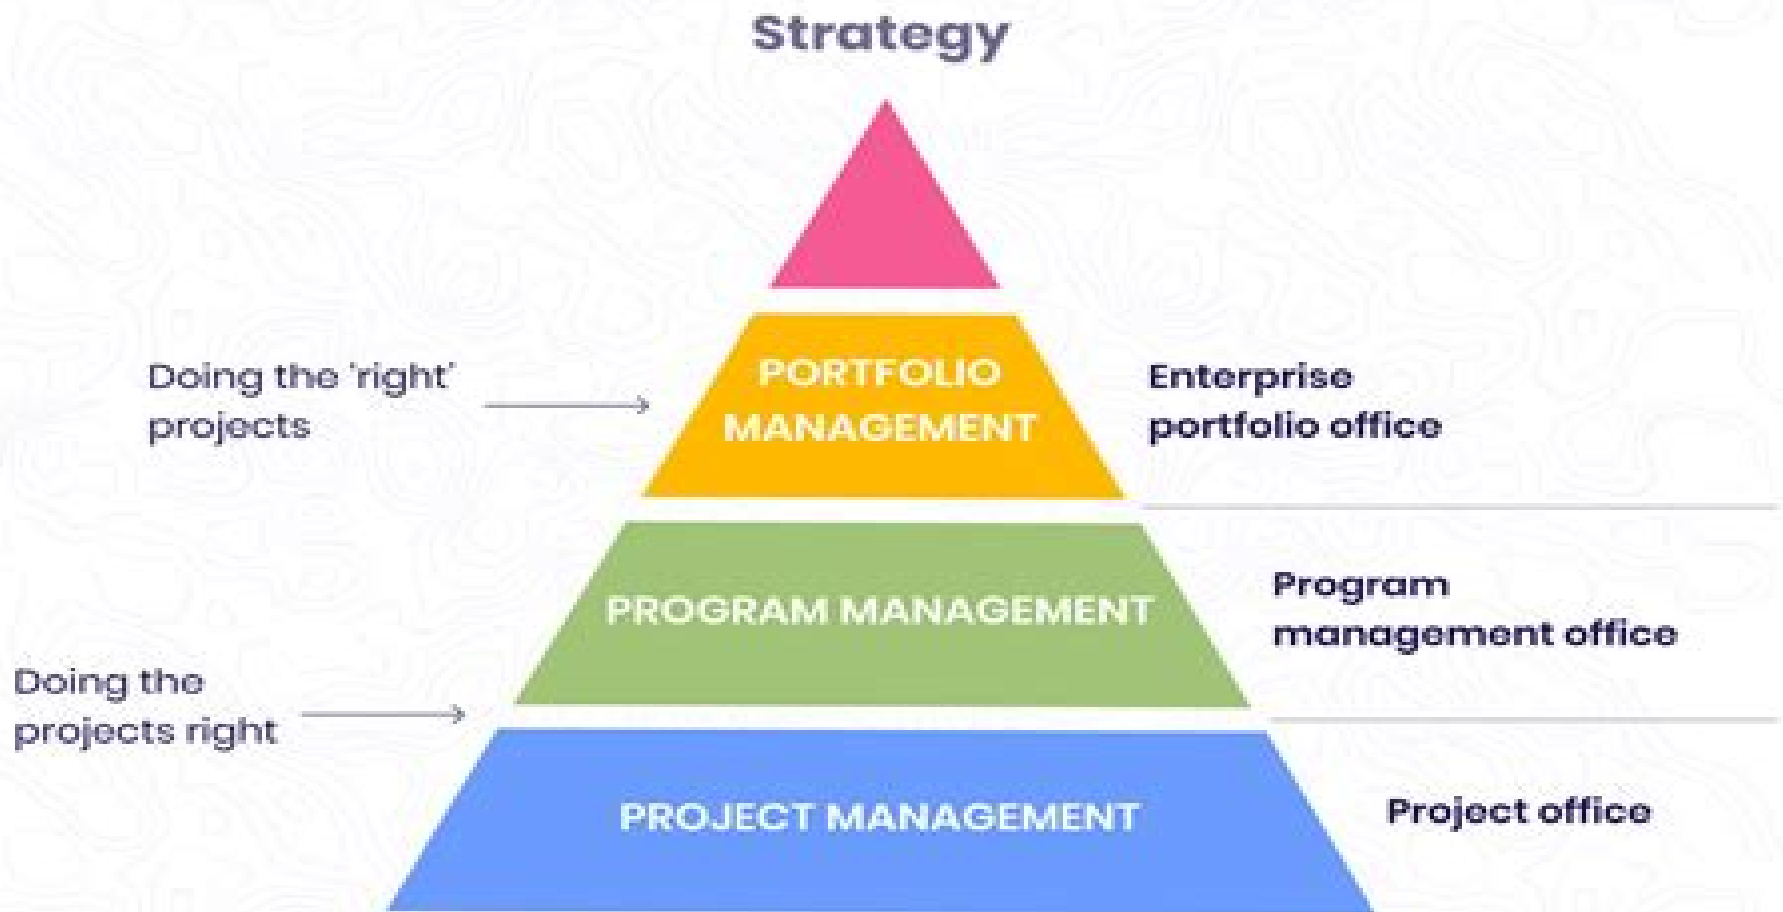 Strategy
Doing the 'right'
projects
PORTFOLIO
MANAGEMENT
Enterprise
portfolio office
PROGRAM MANAGEMENT
Program
management office
Doing the
projects right
PROJECT MANAGEMENT
Project office